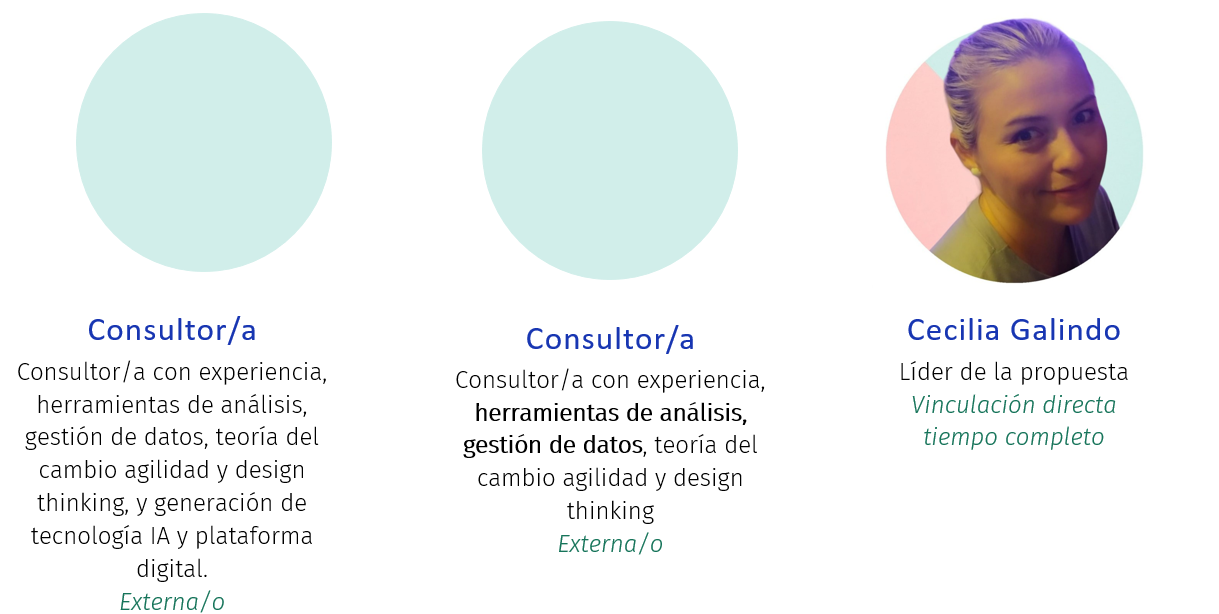 Consultor/a
Consultor/a con experiencia,
herramientas de análisis,
gestión de datos, teoría del
cambio agilidad y design
thinking, y generación de
tecnología IA y plataforma
digital.
Externa/o
Consultor/a
Consultor/a con experiencia,
herramientas de análisis,
gestión de datos, teoría del
cambio agilidad y design
thinking
Externa/o
Cecilia Galindo
Líder de la propuesta
Vinculación directa
tiempo completo